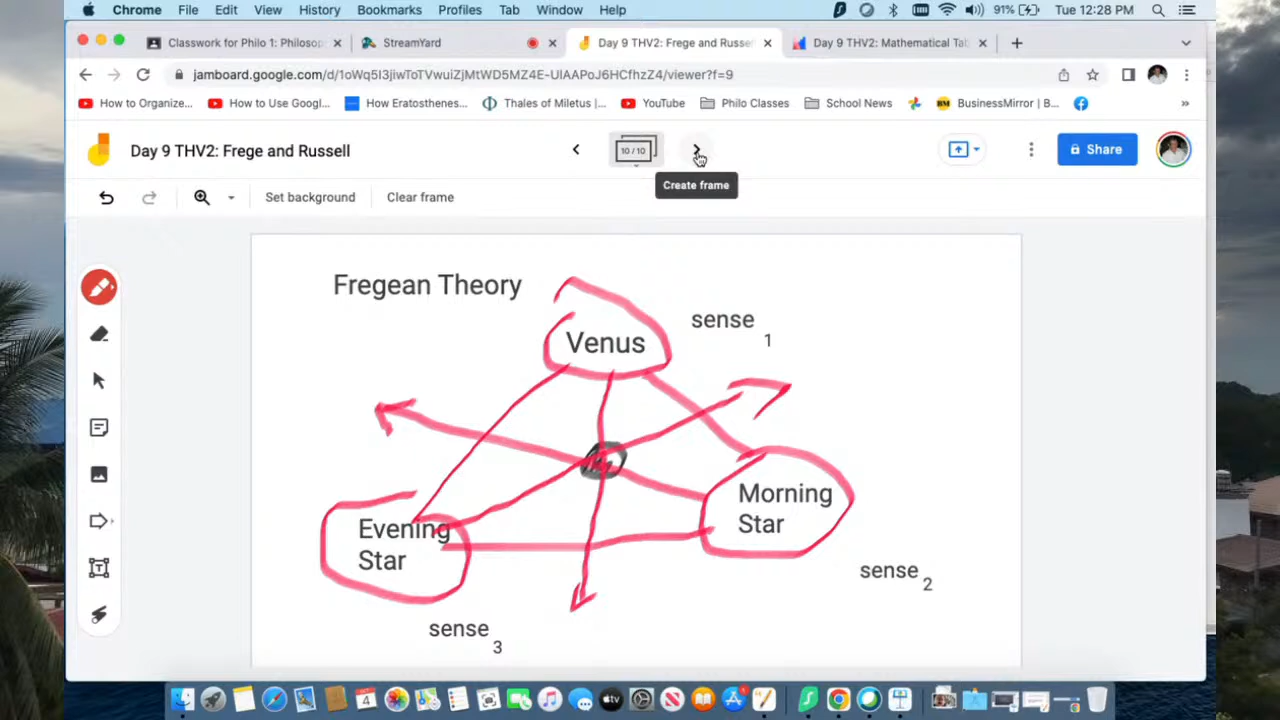 Chrome File Edit View History Bookmarks Profiles Tab Window Help 91% Tue 12:28 PM
Classwork for Philo 1: Philosop StreamYard Day 9 THV2: Frege and Russel Day 9 THV2: Mathematical Tab
jamboard.google.com/d/1oWq5I3jiwToTVwuiZjMtWD5MZ4E-UIAAPoJ6HCfhzZ4/viewer?f=9
How to Organize... How to Use Googl... How Eratosthenes... Thales of Miletus |... YouTube Philo Classes School News BM BusinessMirror | B... »
Day 9 THV2: Frege and Russell 10 / 10 Share
Create frame
Set background Clear frame
Fregean Theory
sense 1
Venus
Morning
Star
Evening
Star
sense 2
sense 3